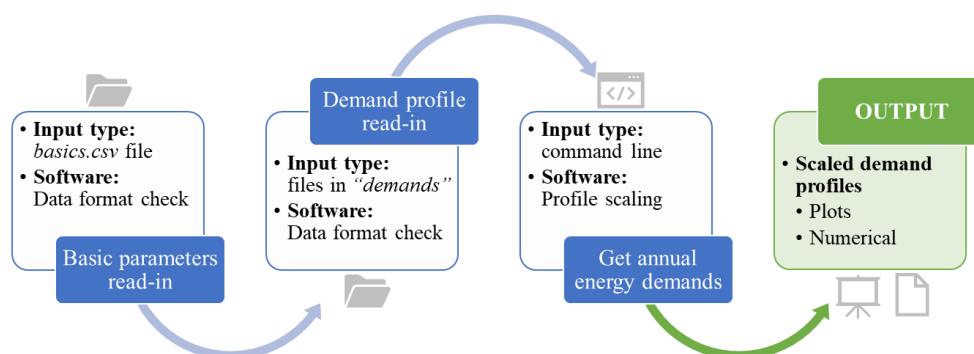 • Input type:
basics.csv file
• Software:
Data format check
Basic parameters
read-in
Demand profile
read-in
• Input type:
files in “demands”
• Software:
Data format check
</>
• Input type:
command line
• Software:
Profile scaling
Get annual
energy demands
OUTPUT
• Scaled demand
profiles
• Plots
• Numerical